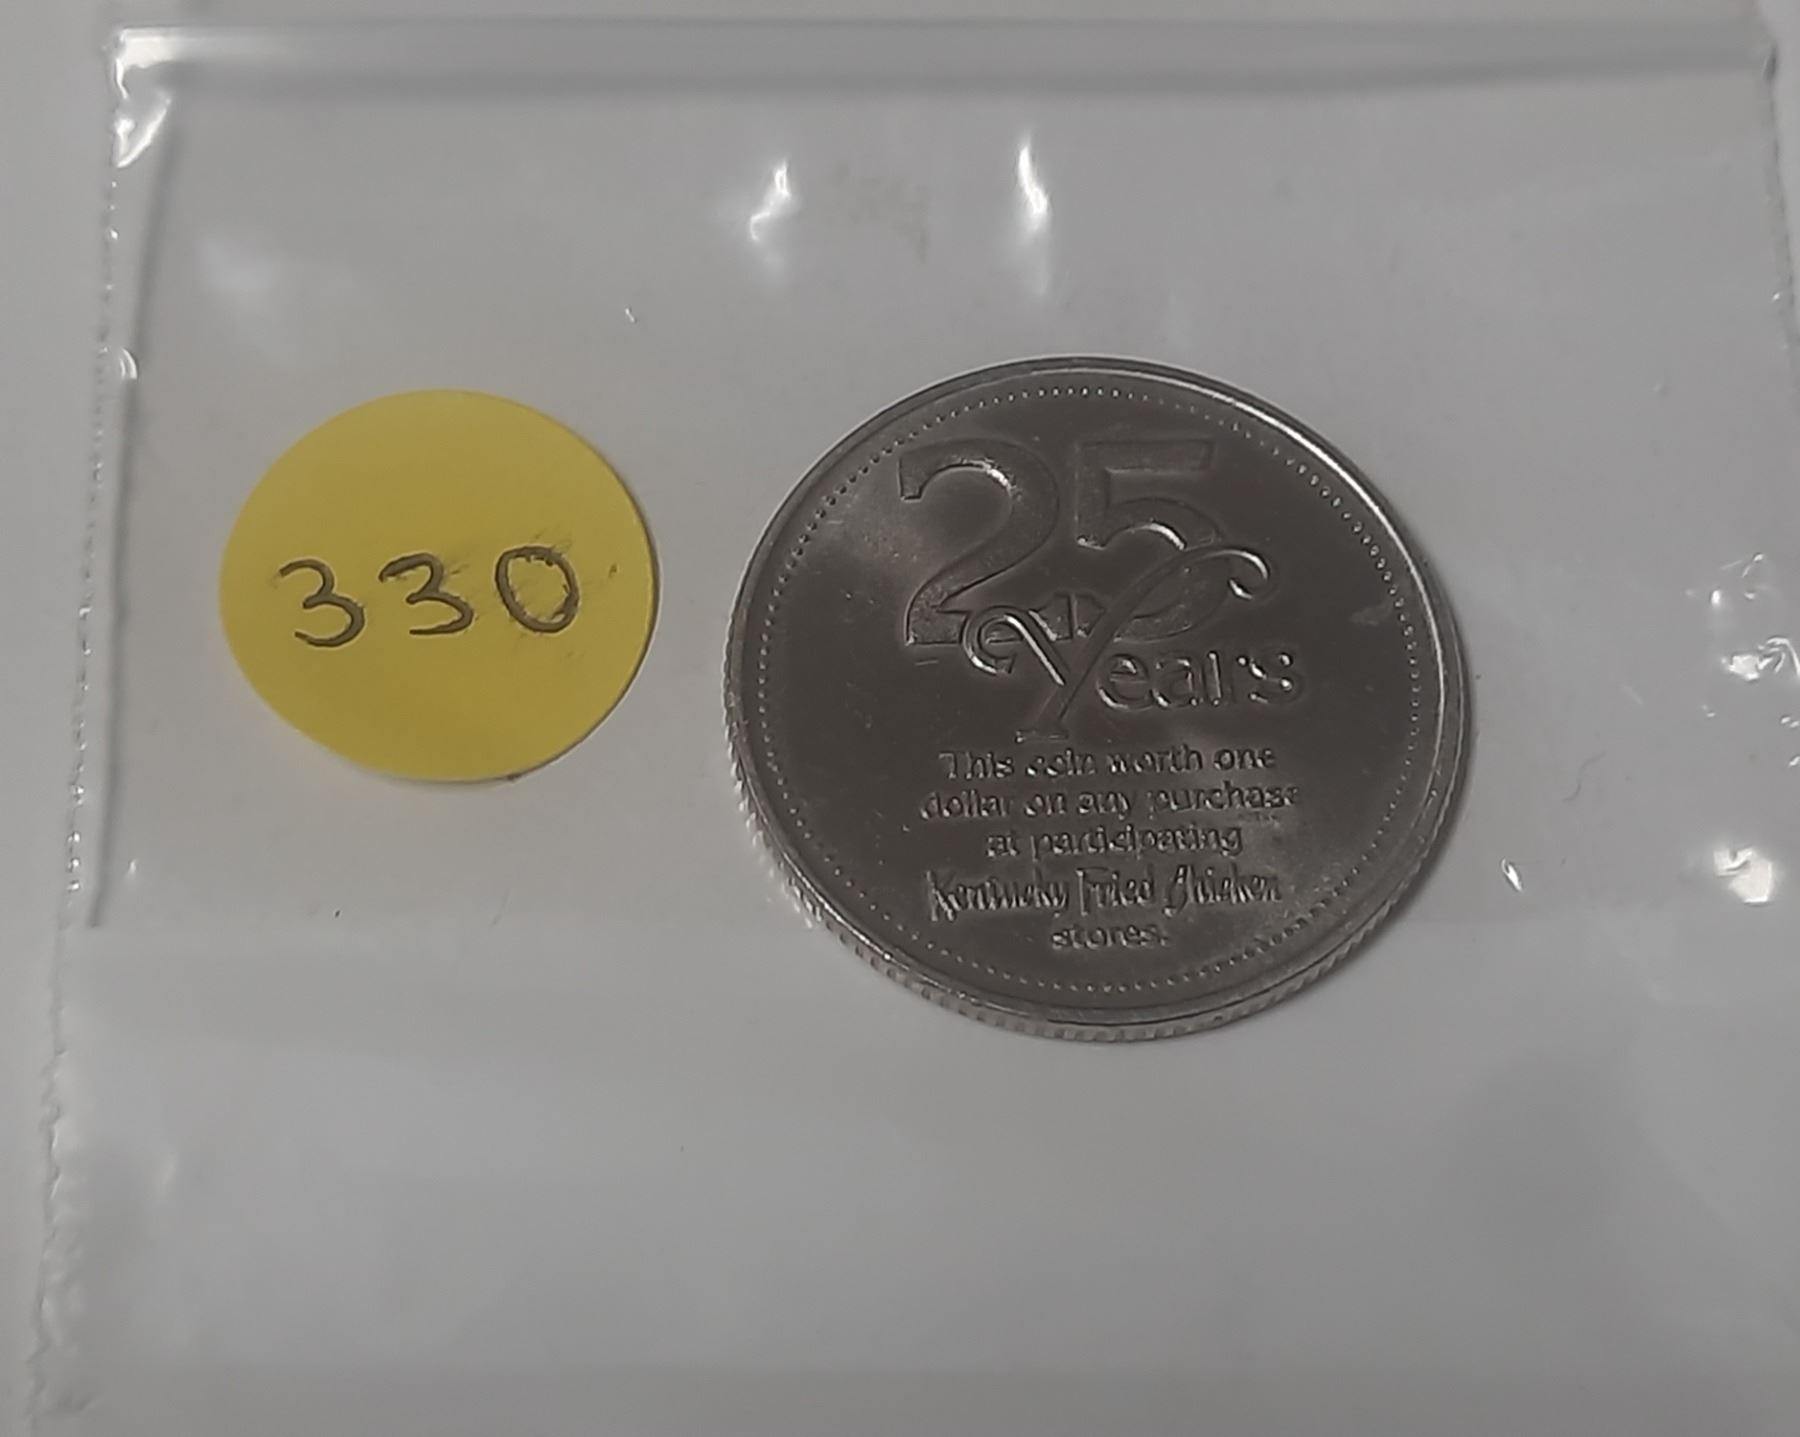 330
25
Years
This coin worth one
dollar on any purchase
at participating
Kentucky Fried Chicken
stores.